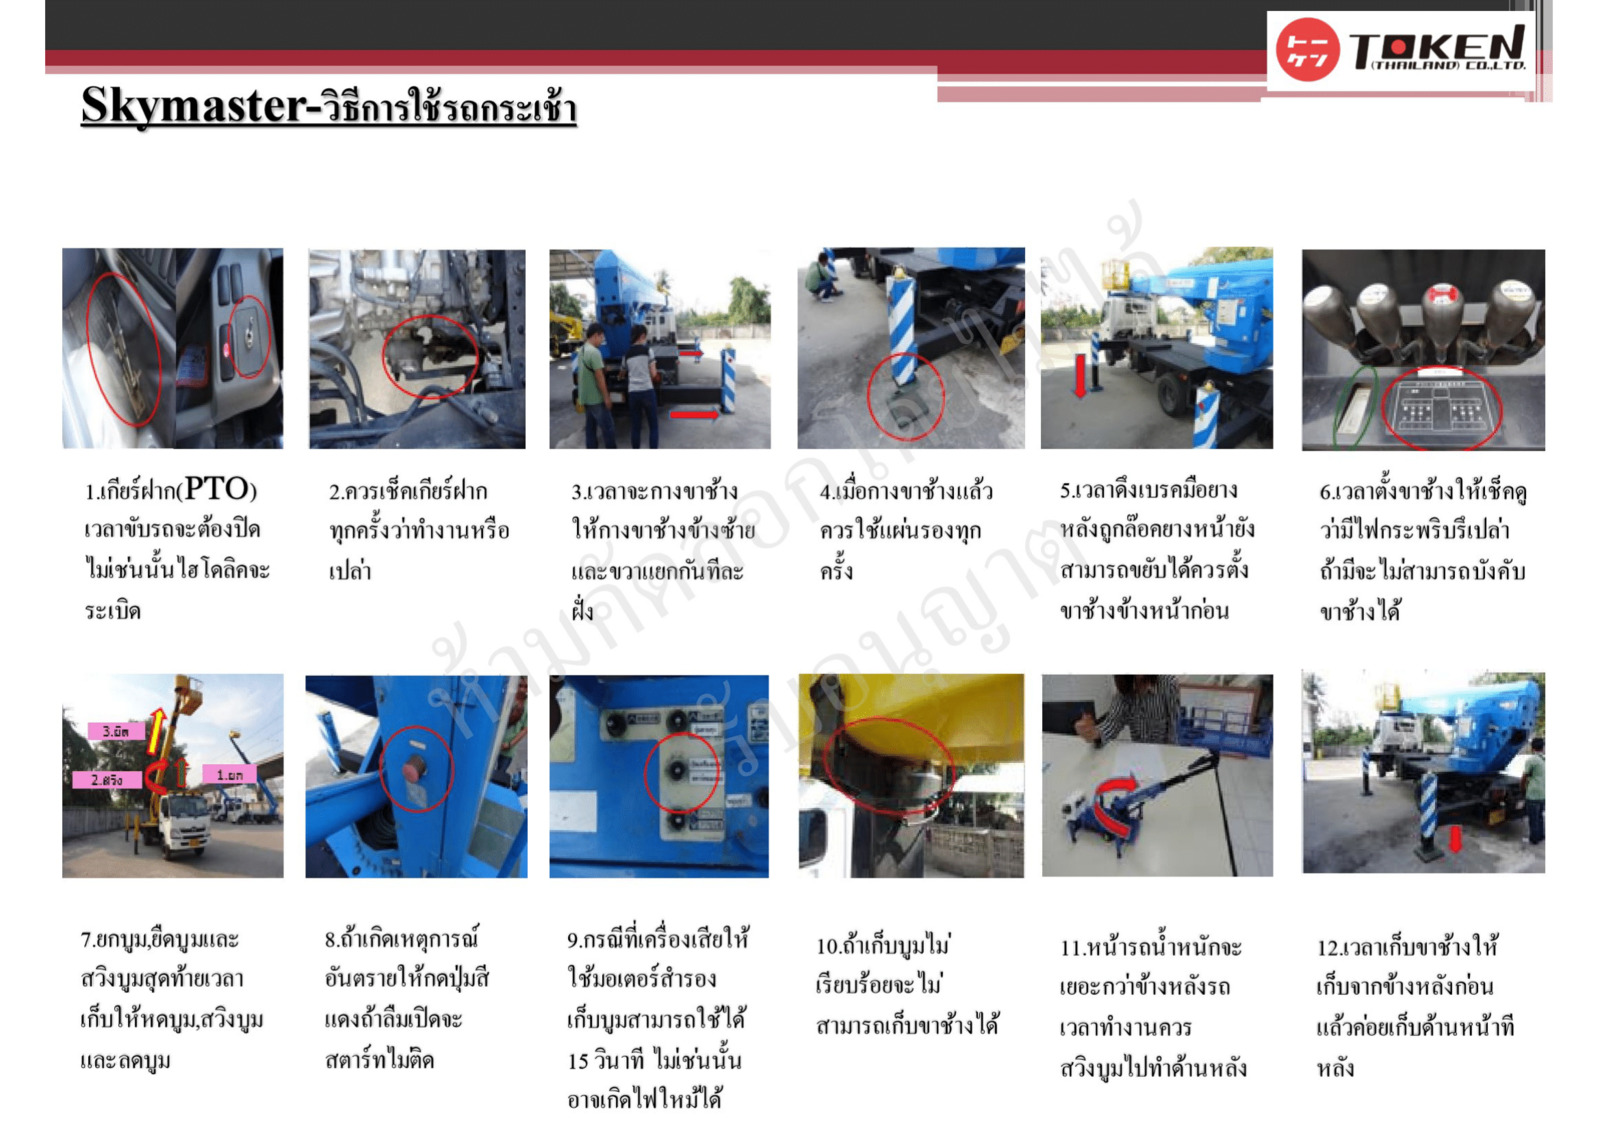 トーケン
TOKEN
(THAILAND) CO.,LTD.
Skymaster-วิธีการใช้รถกระเช้า
1.เกียร์ฝาก(PTO)
เวลาขับรถจะต้องปิด
ไม่เช่นนั้นไฮโดลิคจะ
ระเบิด
2.ควรเช็คเกียร์ฝาก
ทุกครั้งว่าทำงานหรือ
เปล่า
3.เวลาจะกางขาช้าง
ให้กางขาช้างข้างซ้าย
และขวาแยกกันทีละ
ฝั่ง
4.เมื่อกางขาช้างแล้ว
ควรใช้แผ่นรองทุก
ครั้ง
5.เวลาดึงเบรคมือยาง
หลังถูกล๊อคยางหน้ายัง
สามารถขยับได้ควรตั้ง
ขาช้างข้างหน้าก่อน
6.เวลาตั้งขาช้างให้เช็คดู
ว่ามีไฟกระพริบรึเปล่า
ถ้ามีจะไม่สามารถบังคับ
ขาช้างได้
3.ยืด
2.สวิง
1.ยก
7.ยกบูม,ยืดบูมและ
สวิงบูมสุดท้ายเวลา
เก็บให้หดบูม,สวิงบูม
และลดบูม
8.ถ้าเกิดเหตุการณ์
อันตรายให้กดปุ่มสี
แดงถ้าลืมเปิดจะ
สตาร์ทไม่ติด
9.กรณีที่เครื่องเสียให้
ใช้มอเตอร์สำรอง
เก็บบูมสามารถใช้ได้
15 วินาที ไม่เช่นนั้น
อาจเกิดไฟใหม้ได้
10.ถ้าเก็บบูมไม่
เรียบร้อยจะไม่
สามารถเก็บขาช้างได้
11.หน้ารถน้ำหนักจะ
เยอะกว่าข้างหลังรถ
เวลาทำงานควร
สวิงบูมไปทำด้านหลัง
12.เวลาเก็บขาช้างให้
เก็บจากข้างหลังก่อน
แล้วค่อยเก็บด้านหน้าที
หลัง
ห้ามคัดลอกโดยไม่ได้
รับอนุญาต